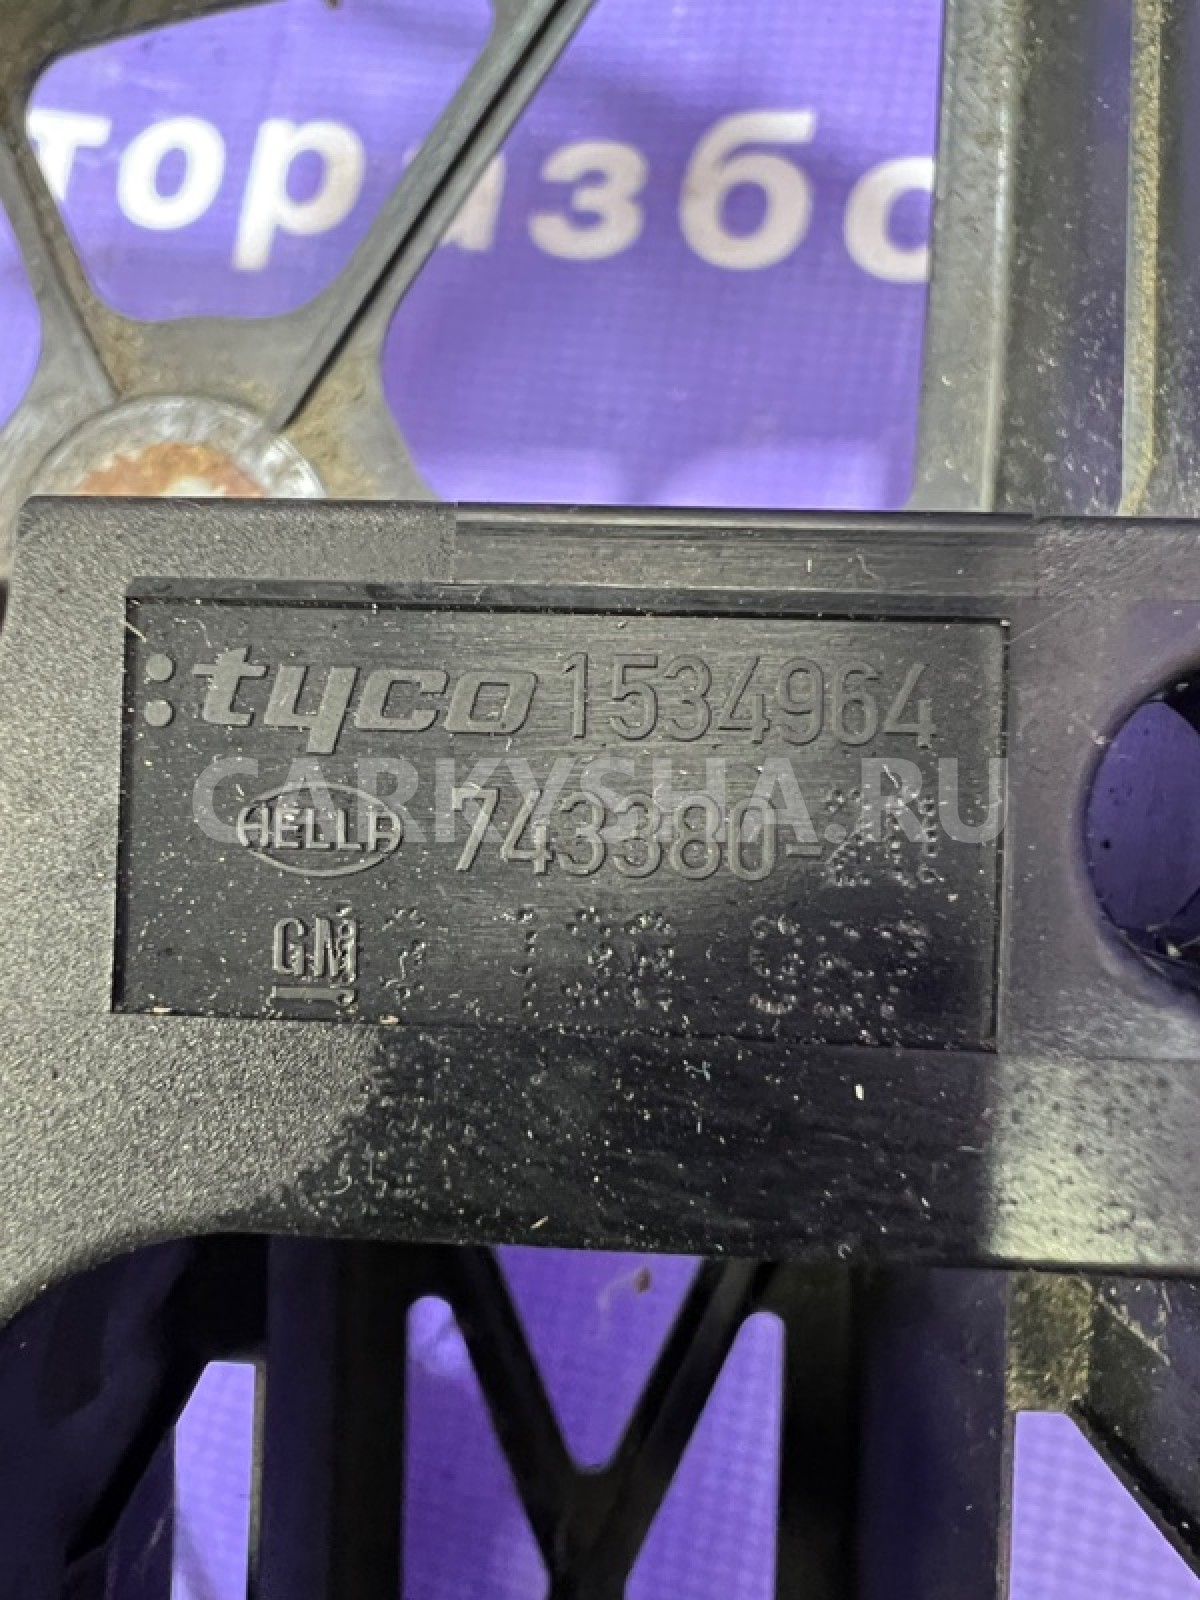 торазбо
:tyco 1534964
CARKYSHA.RU
HELLA 743380-
GM